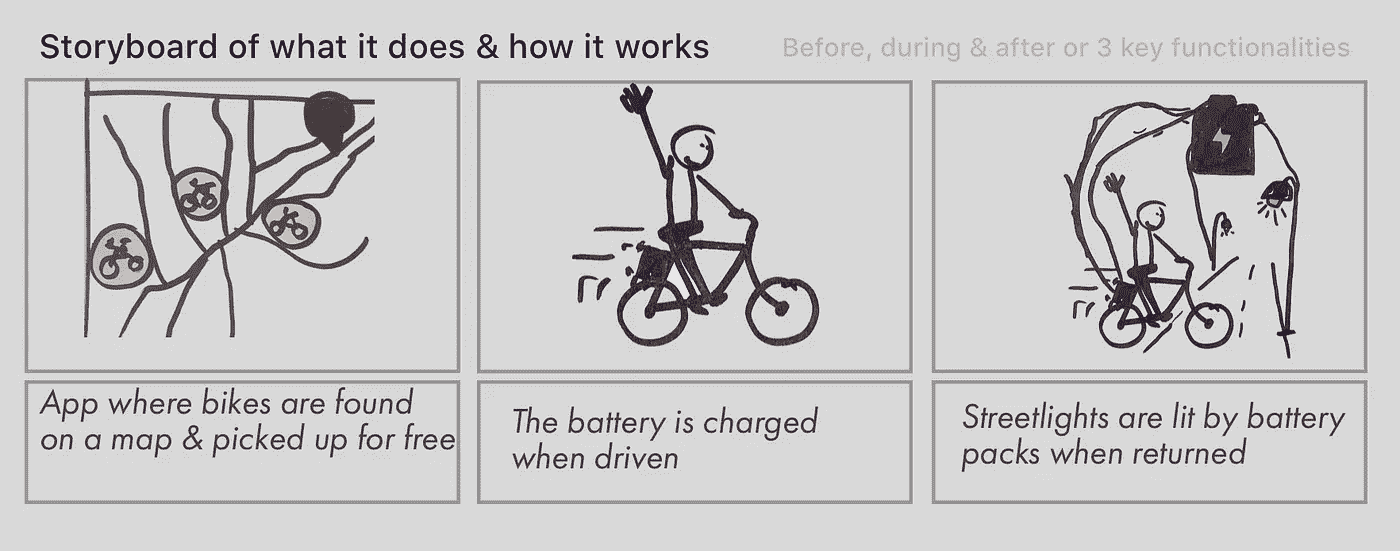 Storyboard of what it does & how it works
Before, during & after or 3 key functionalities
App where bikes are found
on a map & picked up for free
The battery is charged
when driven
Streetlights are lit by battery
packs when returned